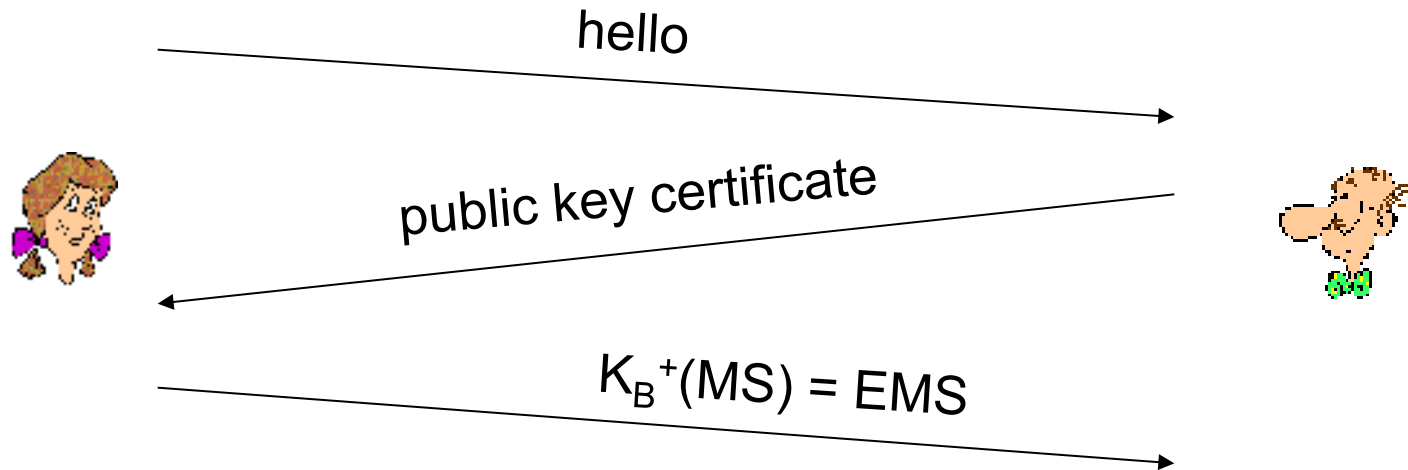 hello
public key certificate
K_B⁺(MS) = EMS